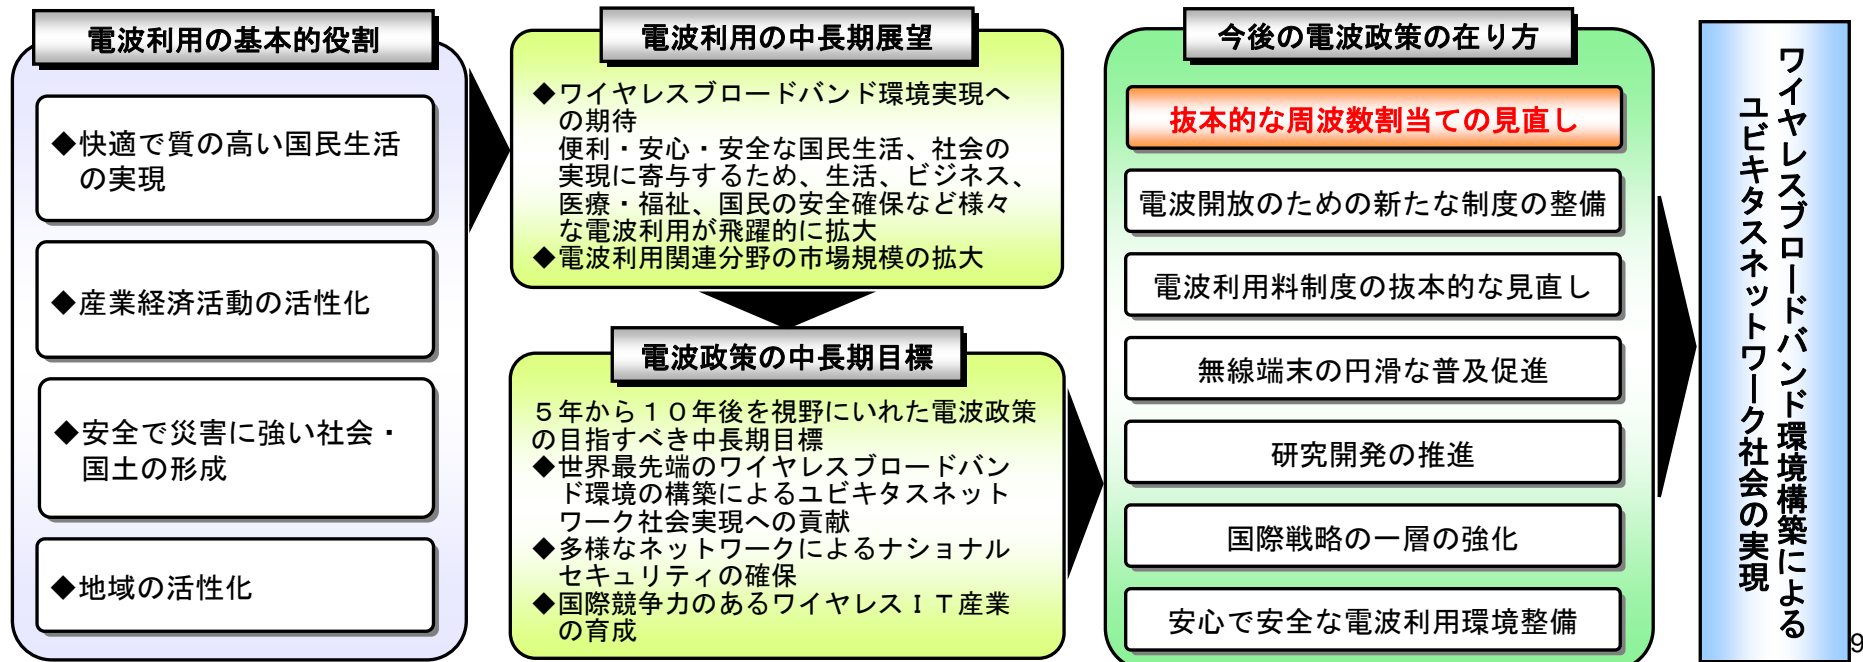 電波利用の基本的役割
◆快適で質の高い国民生活
の実現
◆産業経済活動の活性化
◆安全で災害に強い社会・
国土の形成
◆地域の活性化
電波利用の中長期展望
◆ワイヤレスブロードバンド環境実現へ
の期待
便利・安心・安全な国民生活、社会の
実現に寄与するため、生活、ビジネス、
医療・福祉、国民の安全確保など様々
な電波利用が飛躍的に拡大
◆電波利用関連分野の市場規模の拡大
電波政策の中長期目標
５年から１０年後を視野にいれた電波政策
の目指すべき中長期目標
◆世界最先端のワイヤレスブロードバン
ド環境の構築によるユビキタスネット
ワーク社会実現への貢献
◆多様なネットワークによるナショナル
セキュリティの確保
◆国際競争力のあるワイヤレスＩＴ産業
の育成
今後の電波政策の在り方
抜本的な周波数割当ての見直し
電波開放のための新たな制度の整備
電波利用料制度の抜本的な見直し
無線端末の円滑な普及促進
研究開発の推進
国際戦略の一層の強化
安心で安全な電波利用環境整備
ワイヤレスブロードバンド環境構築による
ユビキタスネットワーク社会の実現
9